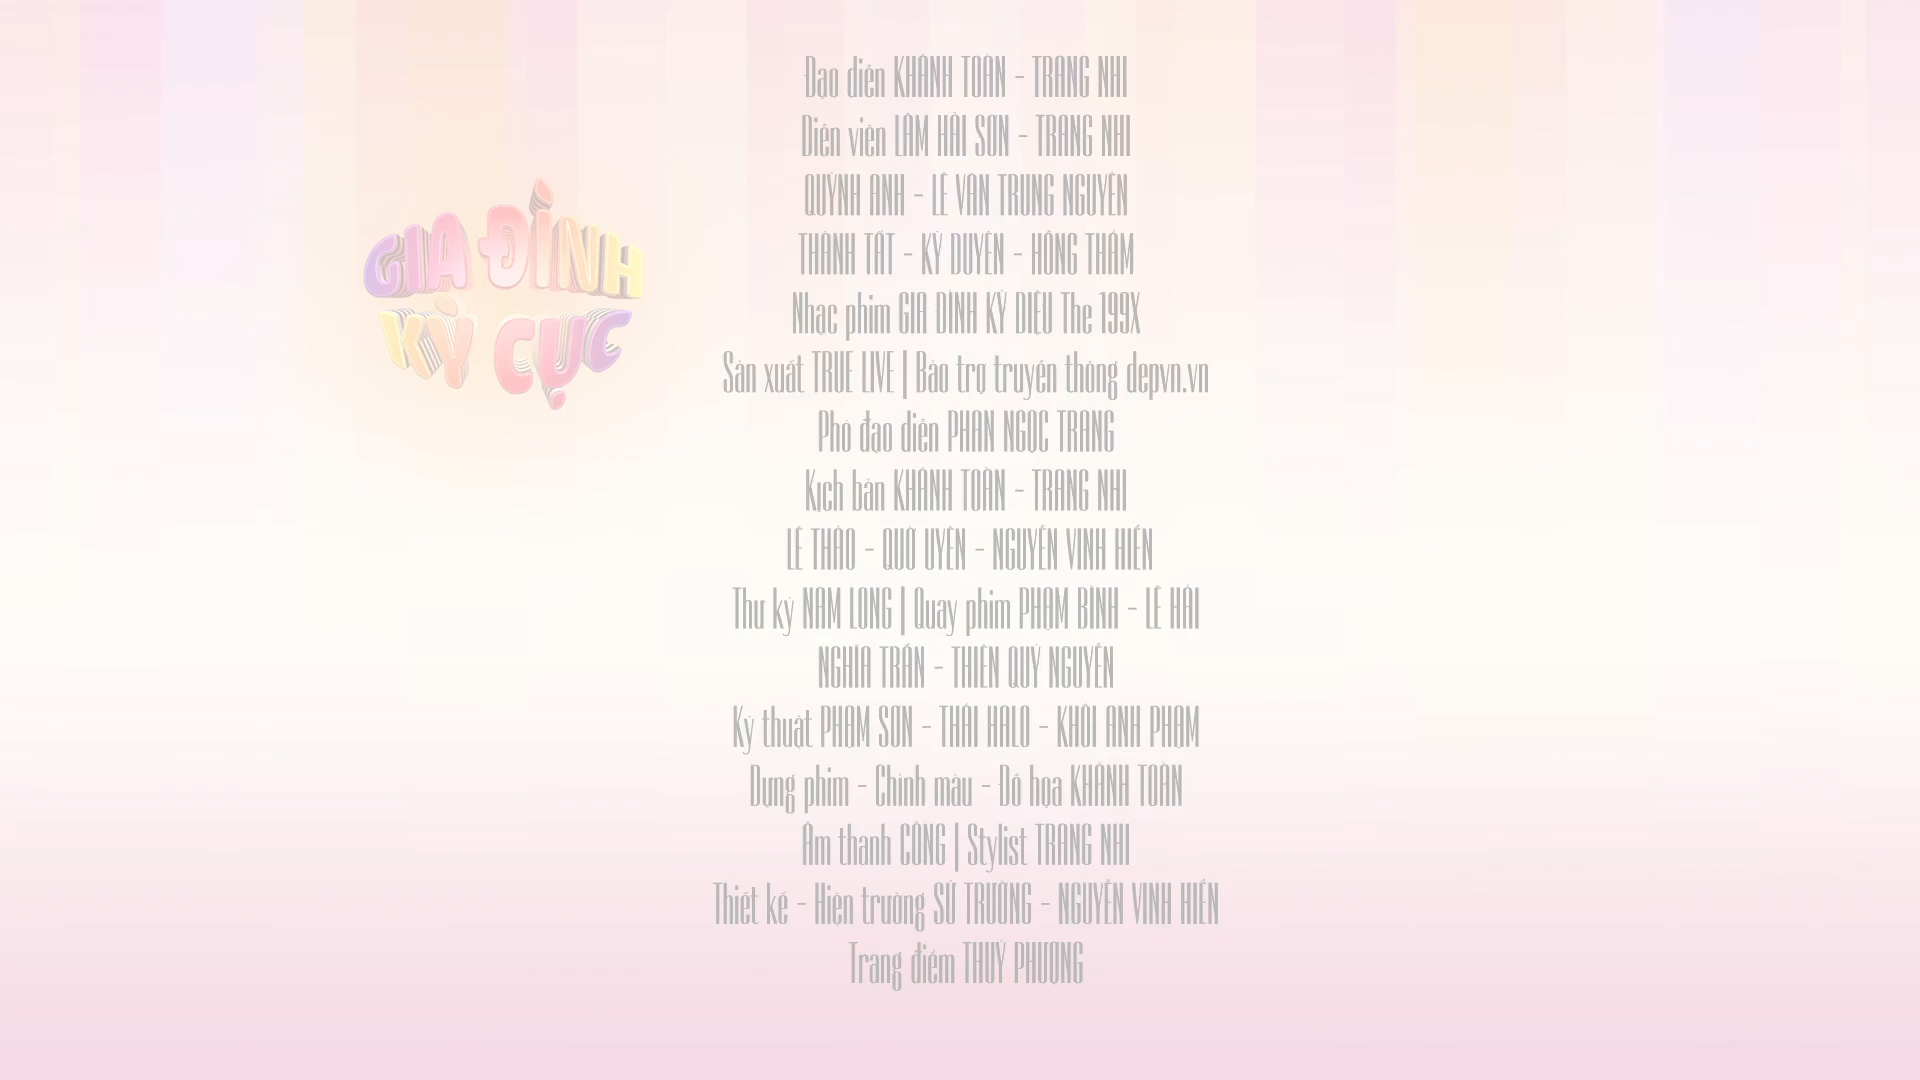 GIA ĐÌNH
KỲ CỤC
Đạo diễn KHÁNH TOÀN - TRANG NHI
Diễn viên LÂM HẢI SƠN - TRANG NHI
QUỲNH ANH - LÊ VĂN TRUNG NGUYÊN
THÀNH TẤT - KỲ DUYÊN - HỒNG THẮM
Nhạc phim GIA ĐÌNH KỲ DIỆU The 199X
Sản xuất TRUE LIVE | Bảo trợ truyền thông depvn.vn
Phó đạo diễn PHAN NGỌC TRANG
Kịch bản KHÁNH TOÀN - TRANG NHI
LÊ THẢO - QUỜ UYÊN - NGUYỄN VINH HIỂN
Thư ký NAM LONG | Quay phim PHẠM BÌNH - LÊ HẢI
NGHĨA TRẦN - THIÊN QUÝ NGUYỄN
Kỹ thuật PHẠM SƠN - THÁI HALO - KHÔI ANH PHẠM
Dựng phim - Chỉnh màu - Đồ họa KHÁNH TOÀN
Âm thanh CÔNG | Stylist TRANG NHI
Thiết kế - Hiện trường SỬ TRƯỜNG - NGUYỄN VINH HIỂN
Trang điểm THUÝ PHƯỢNG